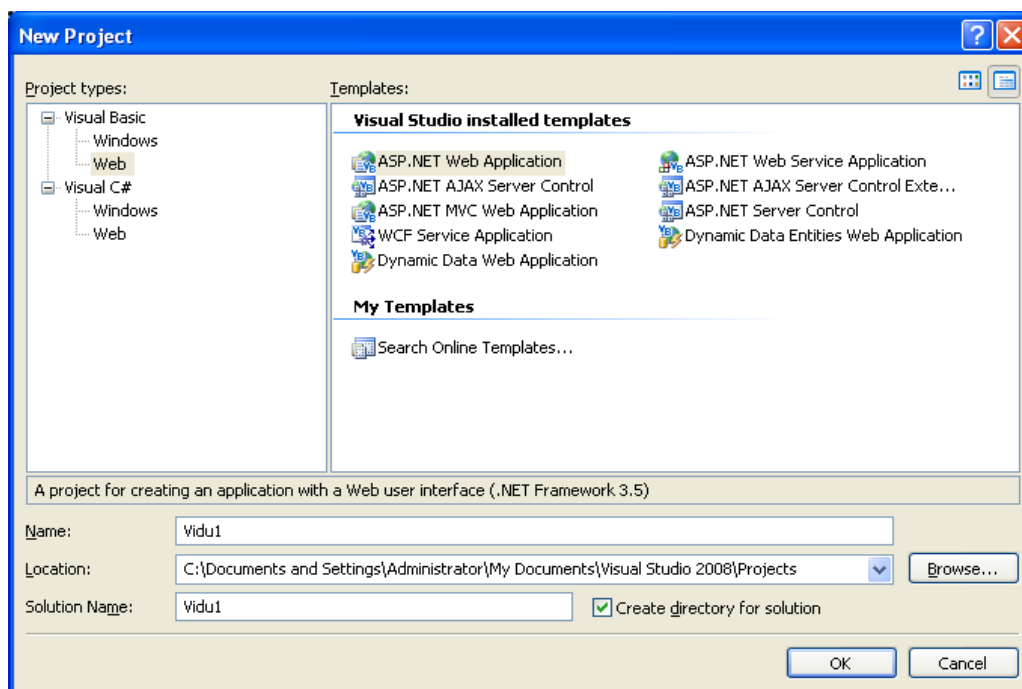 New Project
Project types:
Templates:
Visual Basic
Windows
Web
Visual C#
Windows
Web
Visual Studio installed templates
ASP.NET Web Application
ASP.NET Web Service Application
ASP.NET AJAX Server Control
ASP.NET AJAX Server Control Exte...
ASP.NET MVC Web Application
ASP.NET Server Control
WCF Service Application
Dynamic Data Entities Web Application
Dynamic Data Web Application
My Templates
Search Online Templates...
A project for creating an application with a Web user interface (.NET Framework 3.5)
Name:
Vidu1
Location:
C:\Documents and Settings\Administrator\My Documents\Visual Studio 2008\Projects
Browse...
Solution Name:
Vidu1
Create directory for solution
OK
Cancel